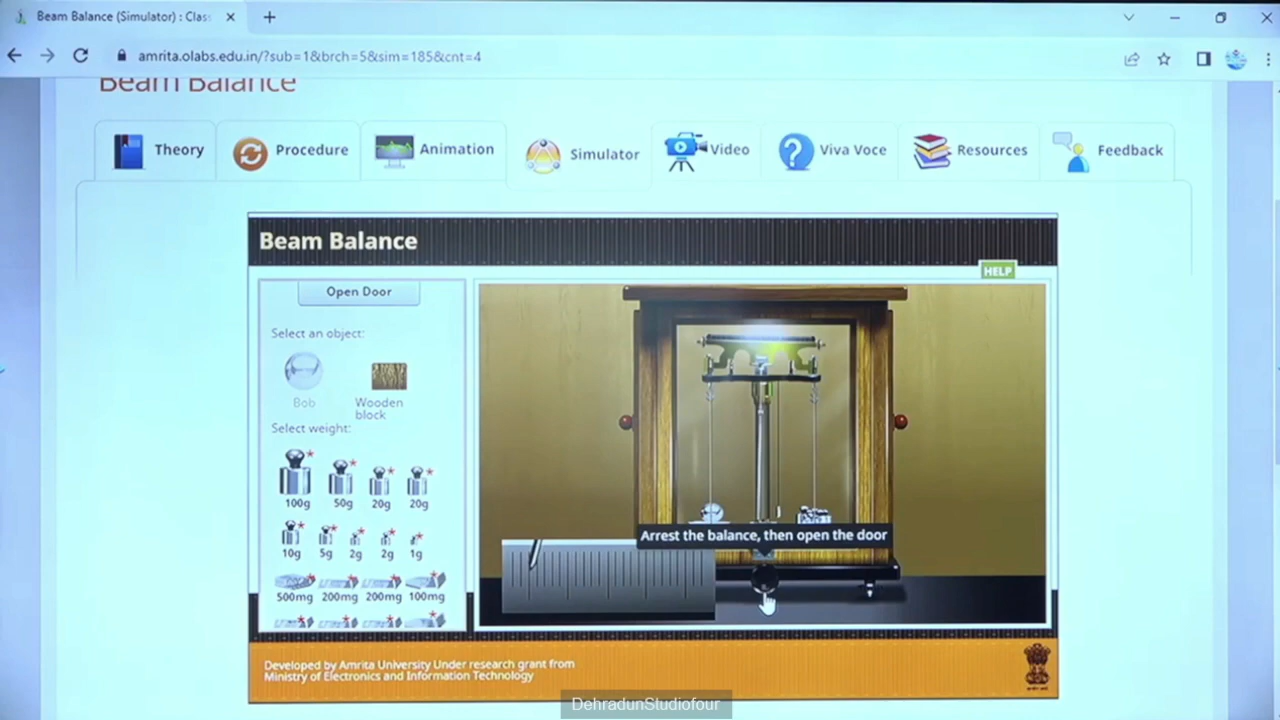 Beam Balance (Simulator) : Clas
amrita.olabs.edu.in/?sub=1&brch=5&sim=185&cnt=4
Beam Balance
Theory
Procedure
Animation
Simulator
Video
Viva Voce
Resources
Feedback
Beam Balance
HELP
Open Door
Select an object:
Bob
Wooden
block
Select weight:
100g 50g 20g 20g
10g 5g 2g 2g 1g
500mg 200mg 200mg 100mg
Arrest the balance, then open the door
Developed by Amrita University Under research grant from
Ministry of Electronics and Information Technology
DehradunStudiofour